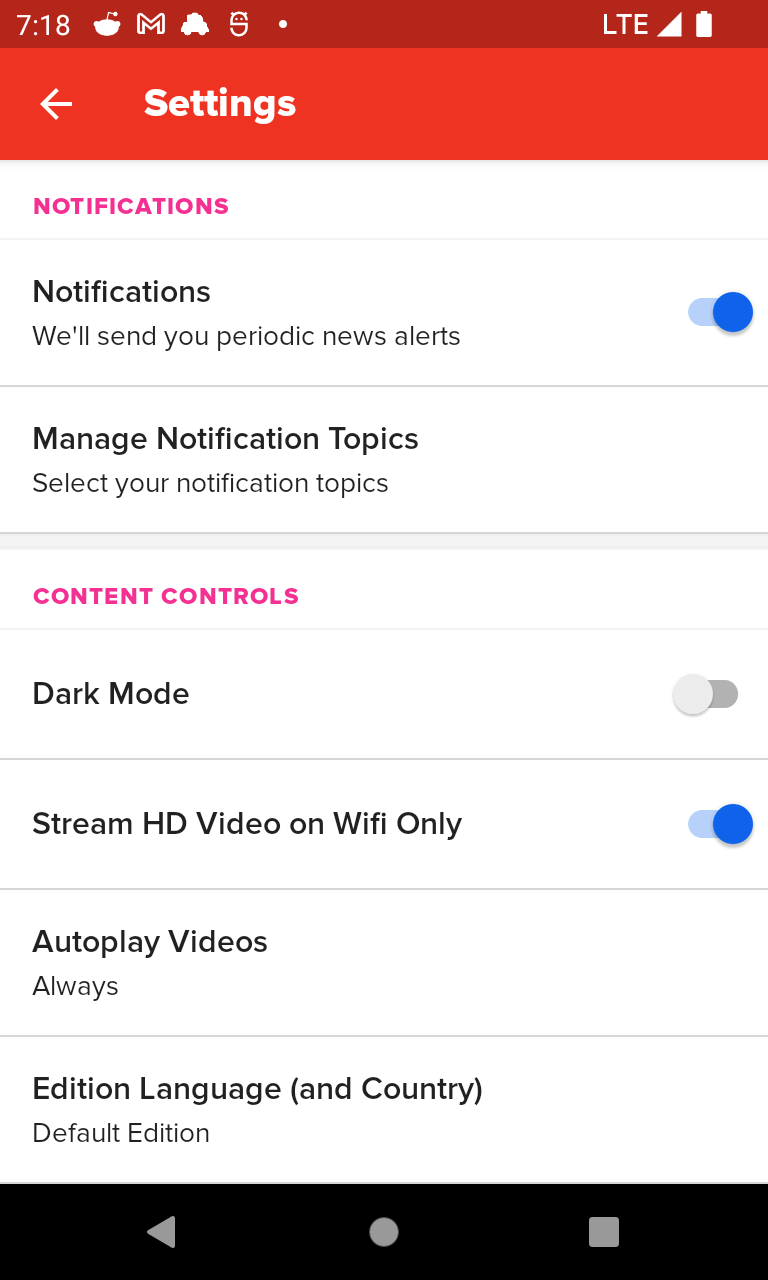 7:18 LTE
Settings
NOTIFICATIONS
Notifications
We'll send you periodic news alerts
Manage Notification Topics
Select your notification topics
CONTENT CONTROLS
Dark Mode
Stream HD Video on Wifi Only
Autoplay Videos
Always
Edition Language (and Country)
Default Edition